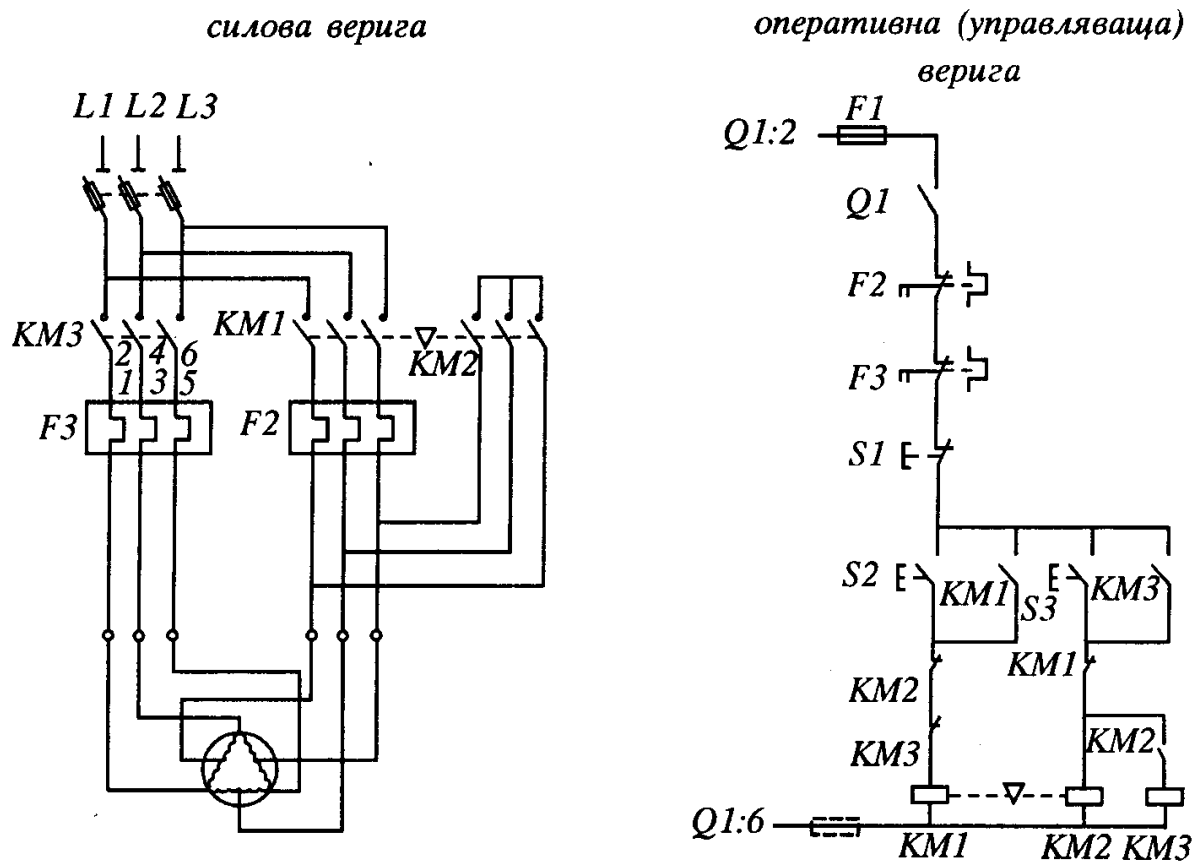 силова верига
L1 L2 L3
KM3
2 4 6
1 3 5
F3
KM1
KM2
F2
оперативна (управляваща)
верига
F1
Q1:2
Q1
F2
F3
S1
S2
KM1
S3
KM3
KM2
KM1
KM3
KM2
Q1:6
KM1
KM2
KM3